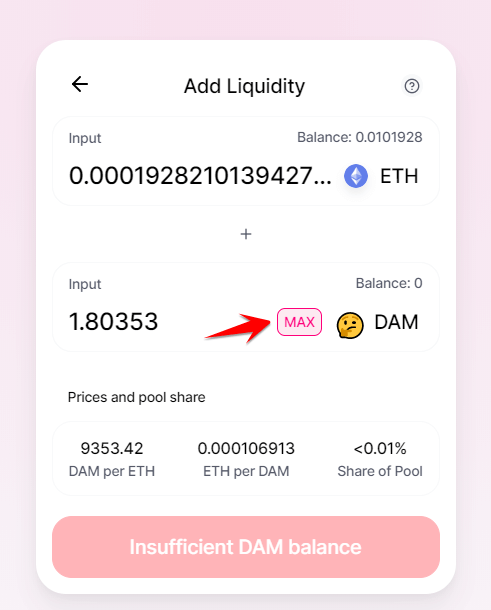 Add Liquidity
Input
Balance: 0.0101928
0.0001928210139427...
ETH
+
Input
Balance: 0
1.80353
MAX
DAM
Prices and pool share
9353.42
0.000106913
<0.01%
DAM per ETH
ETH per DAM
Share of Pool
Insufficient DAM balance